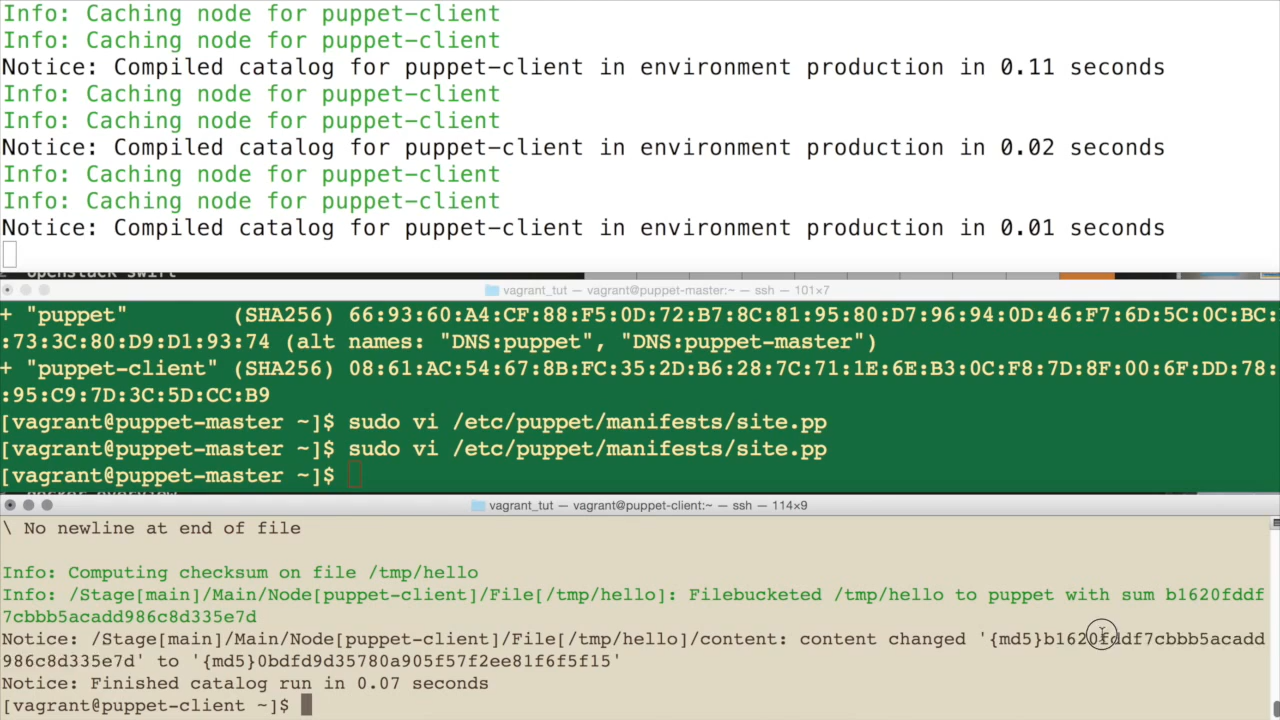 Info: Caching node for puppet-client
Info: Caching node for puppet-client
Notice: Compiled catalog for puppet-client in environment production in 0.11 seconds
Info: Caching node for puppet-client
Info: Caching node for puppet-client
Notice: Compiled catalog for puppet-client in environment production in 0.02 seconds
Info: Caching node for puppet-client
Info: Caching node for puppet-client
Notice: Compiled catalog for puppet-client in environment production in 0.01 seconds
openstack swift
vagrant_tut — vagrant@puppet-master:~ — ssh — 101×7
+ "puppet" (SHA256) 66:93:60:A4:CF:88:F5:0D:72:B7:8C:81:95:80:D7:96:94:0D:46:F7:6D:5C:0C:BC:
:73:3C:80:D9:D1:93:74 (alt names: "DNS:puppet", "DNS:puppet-master")
+ "puppet-client" (SHA256) 08:61:AC:54:67:8B:FC:35:2D:B6:28:7C:71:1E:6E:B3:0C:F8:7D:8F:00:6F:DD:78:
:95:C9:7D:3C:5D:CC:B9
[vagrant@puppet-master ~]$ sudo vi /etc/puppet/manifests/site.pp
[vagrant@puppet-master ~]$ sudo vi /etc/puppet/manifests/site.pp
[vagrant@puppet-master ~]$
vagrant_tut — vagrant@puppet-client:~ — ssh — 114×9
\ No newline at end of file
Info: Computing checksum on file /tmp/hello
Info: /Stage[main]/Main/Node[puppet-client]/File[/tmp/hello]: Filebucketed /tmp/hello to puppet with sum b1620fddf
7cbbb5acadd986c8d335e7d
Notice: /Stage[main]/Main/Node[puppet-client]/File[/tmp/hello]/content: content changed '{md5}b1620fddf7cbbb5acadd
986c8d335e7d' to '{md5}0bdfd9d35780a905f57f2ee81f6f5f15'
Notice: Finished catalog run in 0.07 seconds
[vagrant@puppet-client ~]$